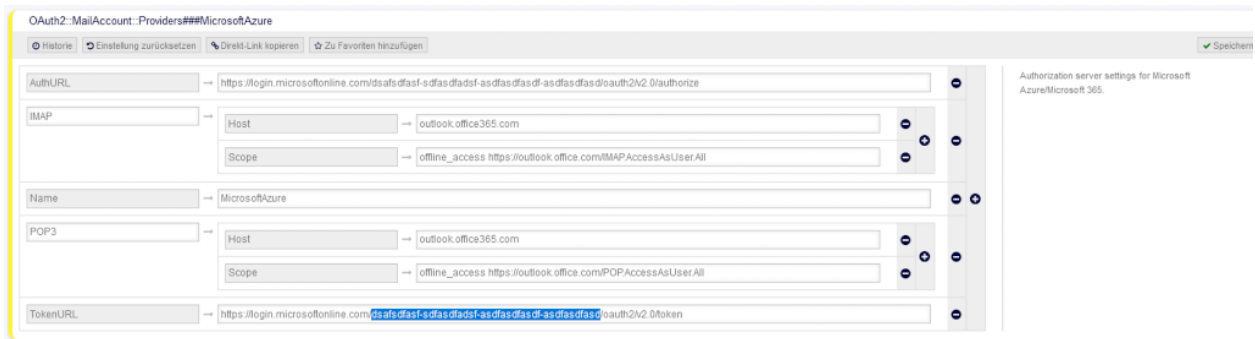 OAuth2::MailAccount::Providers###MicrosoftAzure
Historie Einstellung zurücksetzen Direkt-Link kopieren Zu Favoriten hinzufügen Speichern
AuthURL → https://login.microsoftonline.com/dsafsdfasf-sdfasdfadsf-asdfasdfasdf-asdfasdfasd/oauth2/v2.0/authorize
Authorization server settings for Microsoft
Azure/Microsoft 365.
IMAP →
Host → outlook.office365.com
Scope → offline_access https://outlook.office.com/IMAP.AccessAsUser.All
Name → MicrosoftAzure
POP3 →
Host → outlook.office365.com
Scope → offline_access https://outlook.office.com/POP.AccessAsUser.All
TokenURL → https://login.microsoftonline.com/dsafsdfasf-sdfasdfadsf-asdfasdfasdf-asdfasdfasd/oauth2/v2.0/token